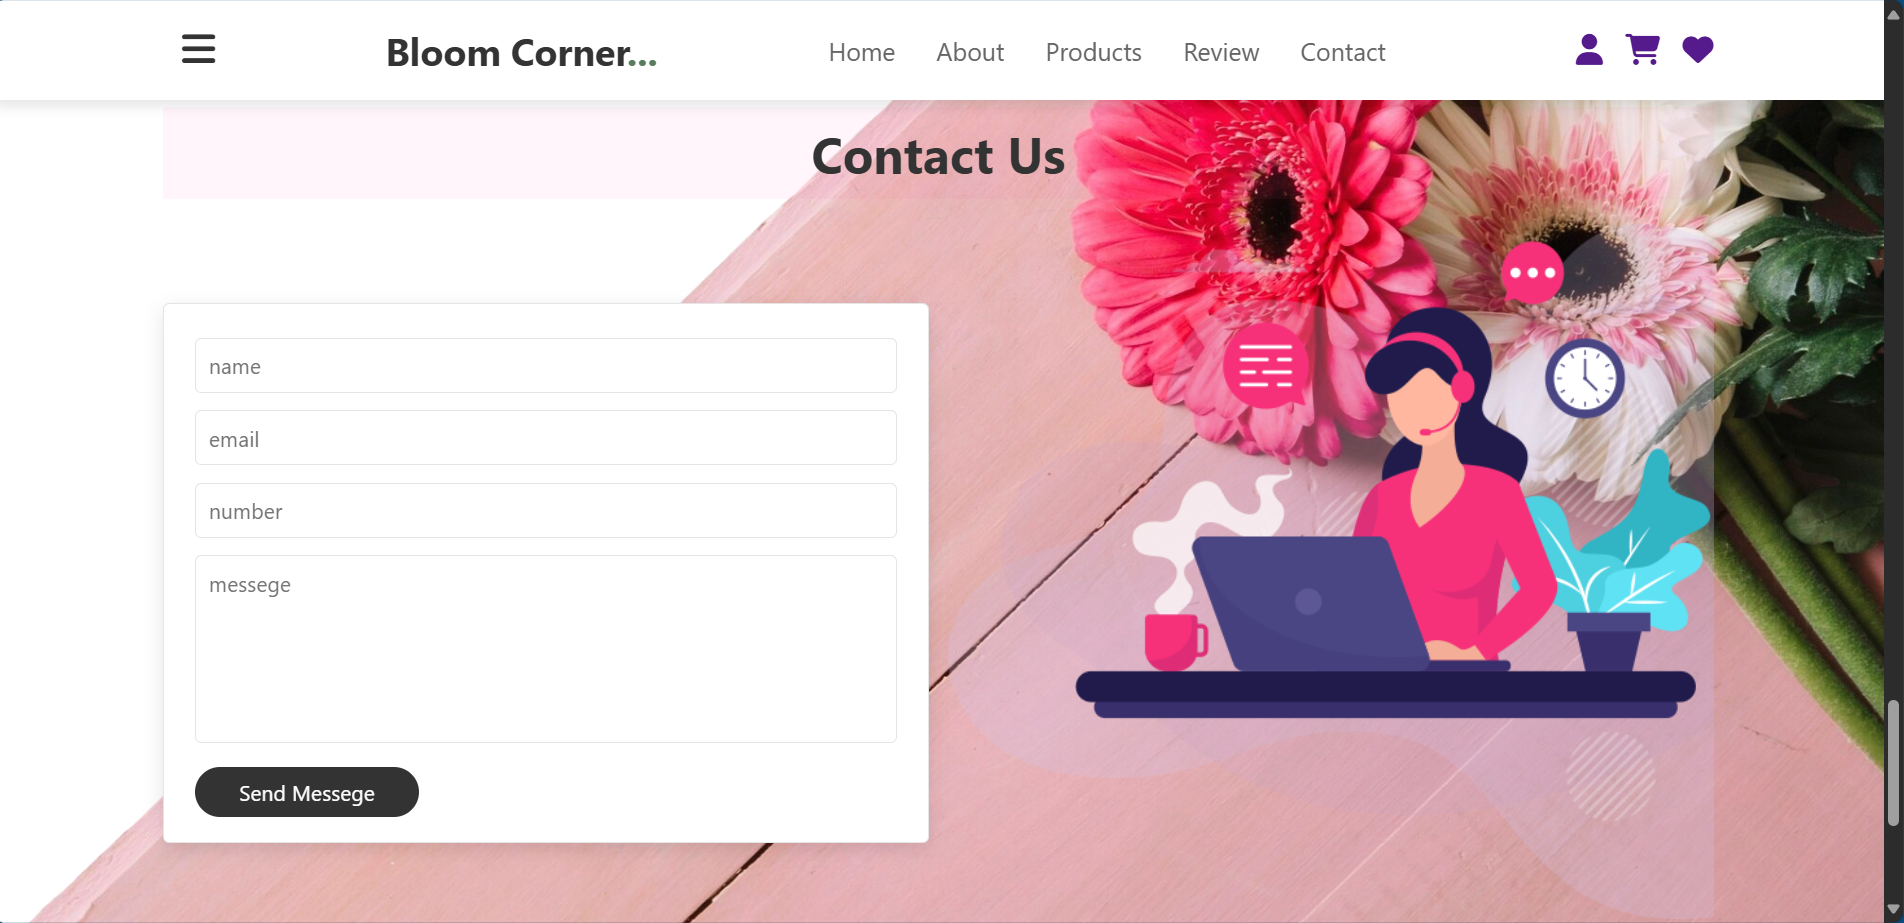 Bloom Corner...
Home About Products Review Contact
Contact Us
name
email
number
messege
Send Messege